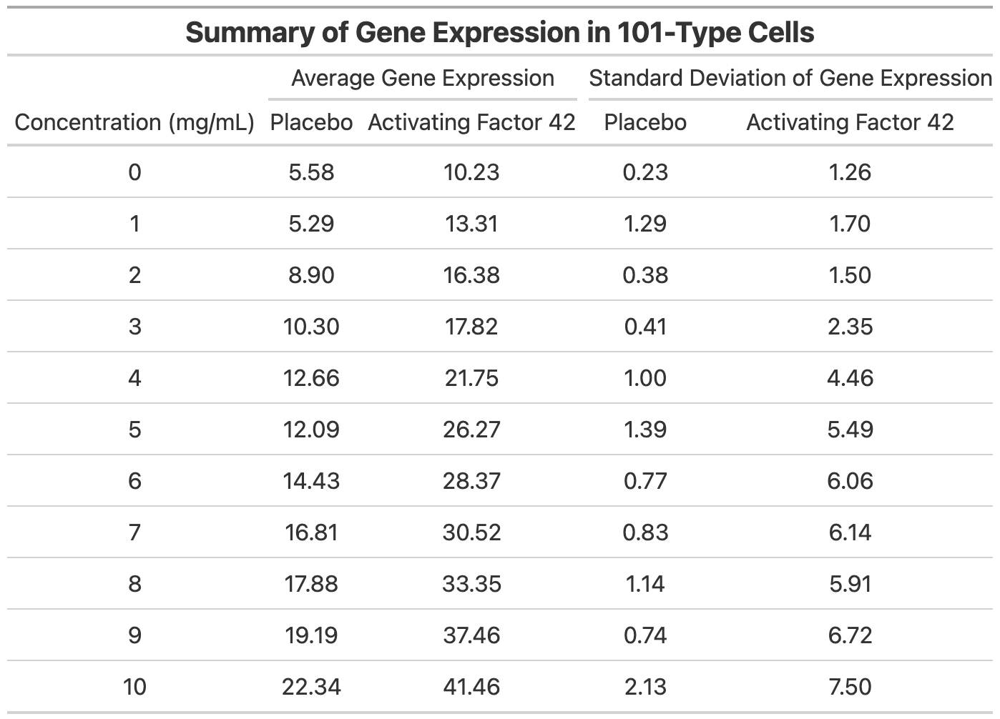 Summary of Gene Expression in 101-Type Cells
Average Gene Expression Standard Deviation of Gene Expression
Concentration (mg/mL) Placebo Activating Factor 42 Placebo Activating Factor 42
0 5.58 10.23 0.23 1.26
1 5.29 13.31 1.29 1.70
2 8.90 16.38 0.38 1.50
3 10.30 17.82 0.41 2.35
4 12.66 21.75 1.00 4.46
5 12.09 26.27 1.39 5.49
6 14.43 28.37 0.77 6.06
7 16.81 30.52 0.83 6.14
8 17.88 33.35 1.14 5.91
9 19.19 37.46 0.74 6.72
10 22.34 41.46 2.13 7.50